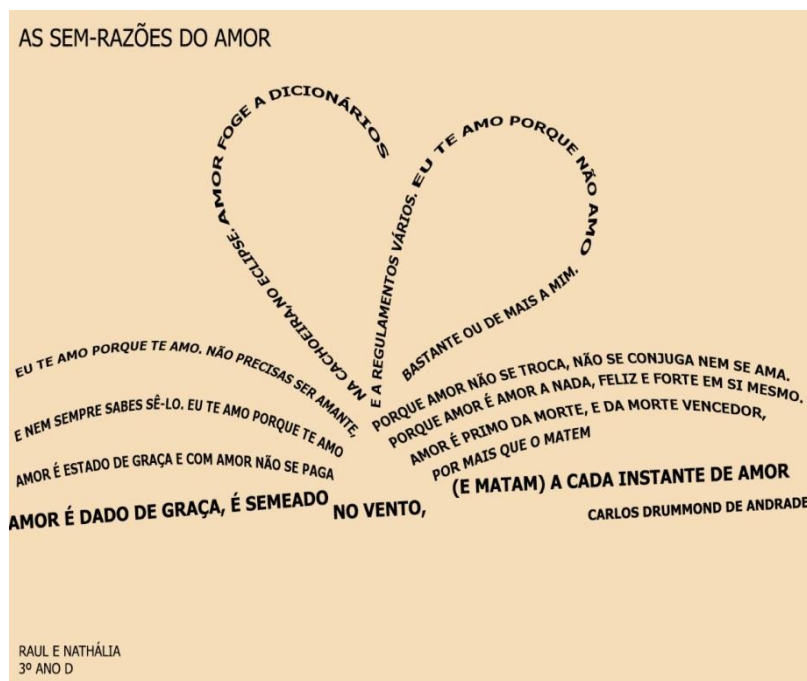 AS SEM-RAZÕES DO AMOR
EU TE AMO PORQUE TE AMO. NÃO PRECISAS SER AMANTE,
E NEM SEMPRE SABES SÊ-LO. EU TE AMO PORQUE TE AMO
AMOR É ESTADO DE GRAÇA E COM AMOR NÃO SE PAGA
AMOR É DADO DE GRAÇA, É SEMEADO NO VENTO,
NA CACHOEIRA,NO ECLIPSE. AMOR FOGE A DICIONÁRIOS
E A REGULAMENTOS VÁRIOS. EU TE AMO PORQUE NÃO AMO
BASTANTE OU DE MAIS A MIM.
PORQUE AMOR NÃO SE TROCA, NÃO SE CONJUGA NEM SE AMA.
PORQUE AMOR É AMOR A NADA, FELIZ E FORTE EM SI MESMO.
AMOR É PRIMO DA MORTE, E DA MORTE VENCEDOR,
POR MAIS QUE O MATEM
(E MATAM) A CADA INSTANTE DE AMOR
CARLOS DRUMMOND DE ANDRADE
RAUL E NATHÁLIA
3º ANO D